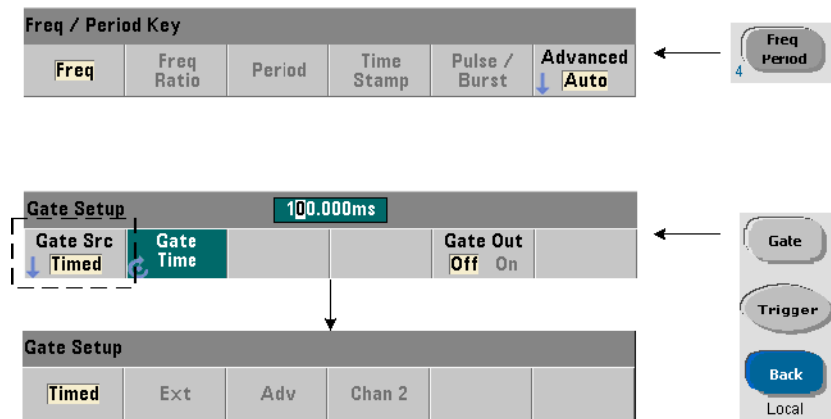 Freq / Period Key
Freq
Freq Ratio
Period
Time Stamp
Pulse / Burst
Advanced
Auto
Freq Period
4
Gate Setup
100.000ms
Gate Src
Timed
Gate Time
Gate Out
Off On
Gate
Trigger
Back
Local
Gate Setup
Timed
Ext
Adv
Chan 2